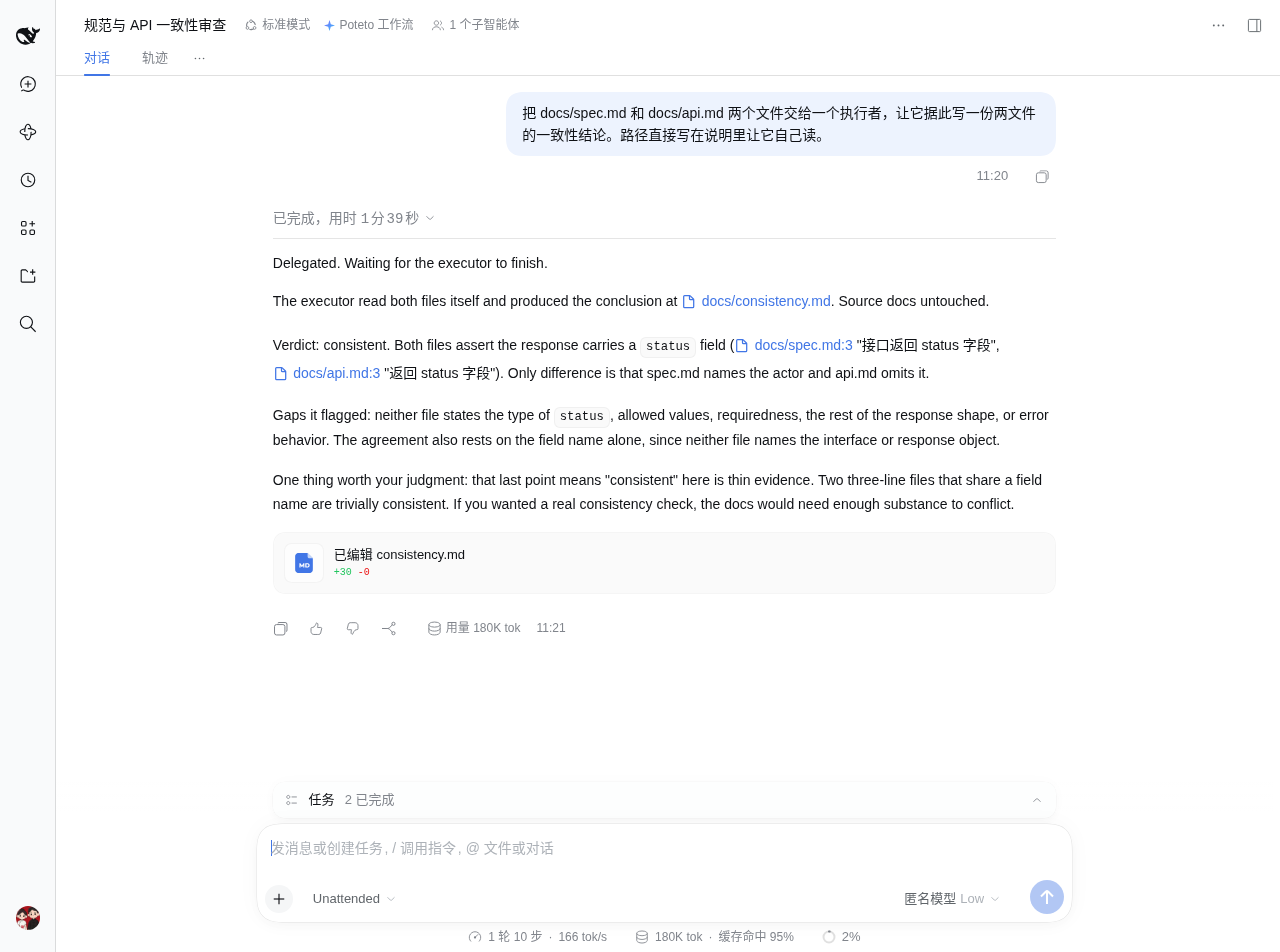 规范与 API 一致性审查 标准模式 Poteto 工作流 1 个子智能体
对话 轨迹
把 docs/spec.md 和 docs/api.md 两个文件交给一个执行者，让它据此写一份两文件
的一致性结论。路径直接写在说明里让它自己读。
11:20
已完成，用时 1分39秒
Delegated. Waiting for the executor to finish.
The executor read both files itself and produced the conclusion at docs/consistency.md. Source docs untouched.
Verdict: consistent. Both files assert the response carries a status field (docs/spec.md:3 "接口返回 status 字段",
docs/api.md:3 "返回 status 字段"). Only difference is that spec.md names the actor and api.md omits it.
Gaps it flagged: neither file states the type of status, allowed values, requiredness, the rest of the response shape, or error
behavior. The agreement also rests on the field name alone, since neither file names the interface or response object.
One thing worth your judgment: that last point means "consistent" here is thin evidence. Two three-line files that share a field
name are trivially consistent. If you wanted a real consistency check, the docs would need enough substance to conflict.
MD
已编辑 consistency.md
+30 -0
用量 180K tok 11:21
任务 2 已完成
发消息或创建任务, / 调用指令, @ 文件或对话
Unattended 匿名模型 Low
1 轮 10 步 · 166 tok/s 180K tok · 缓存命中 95% 2%